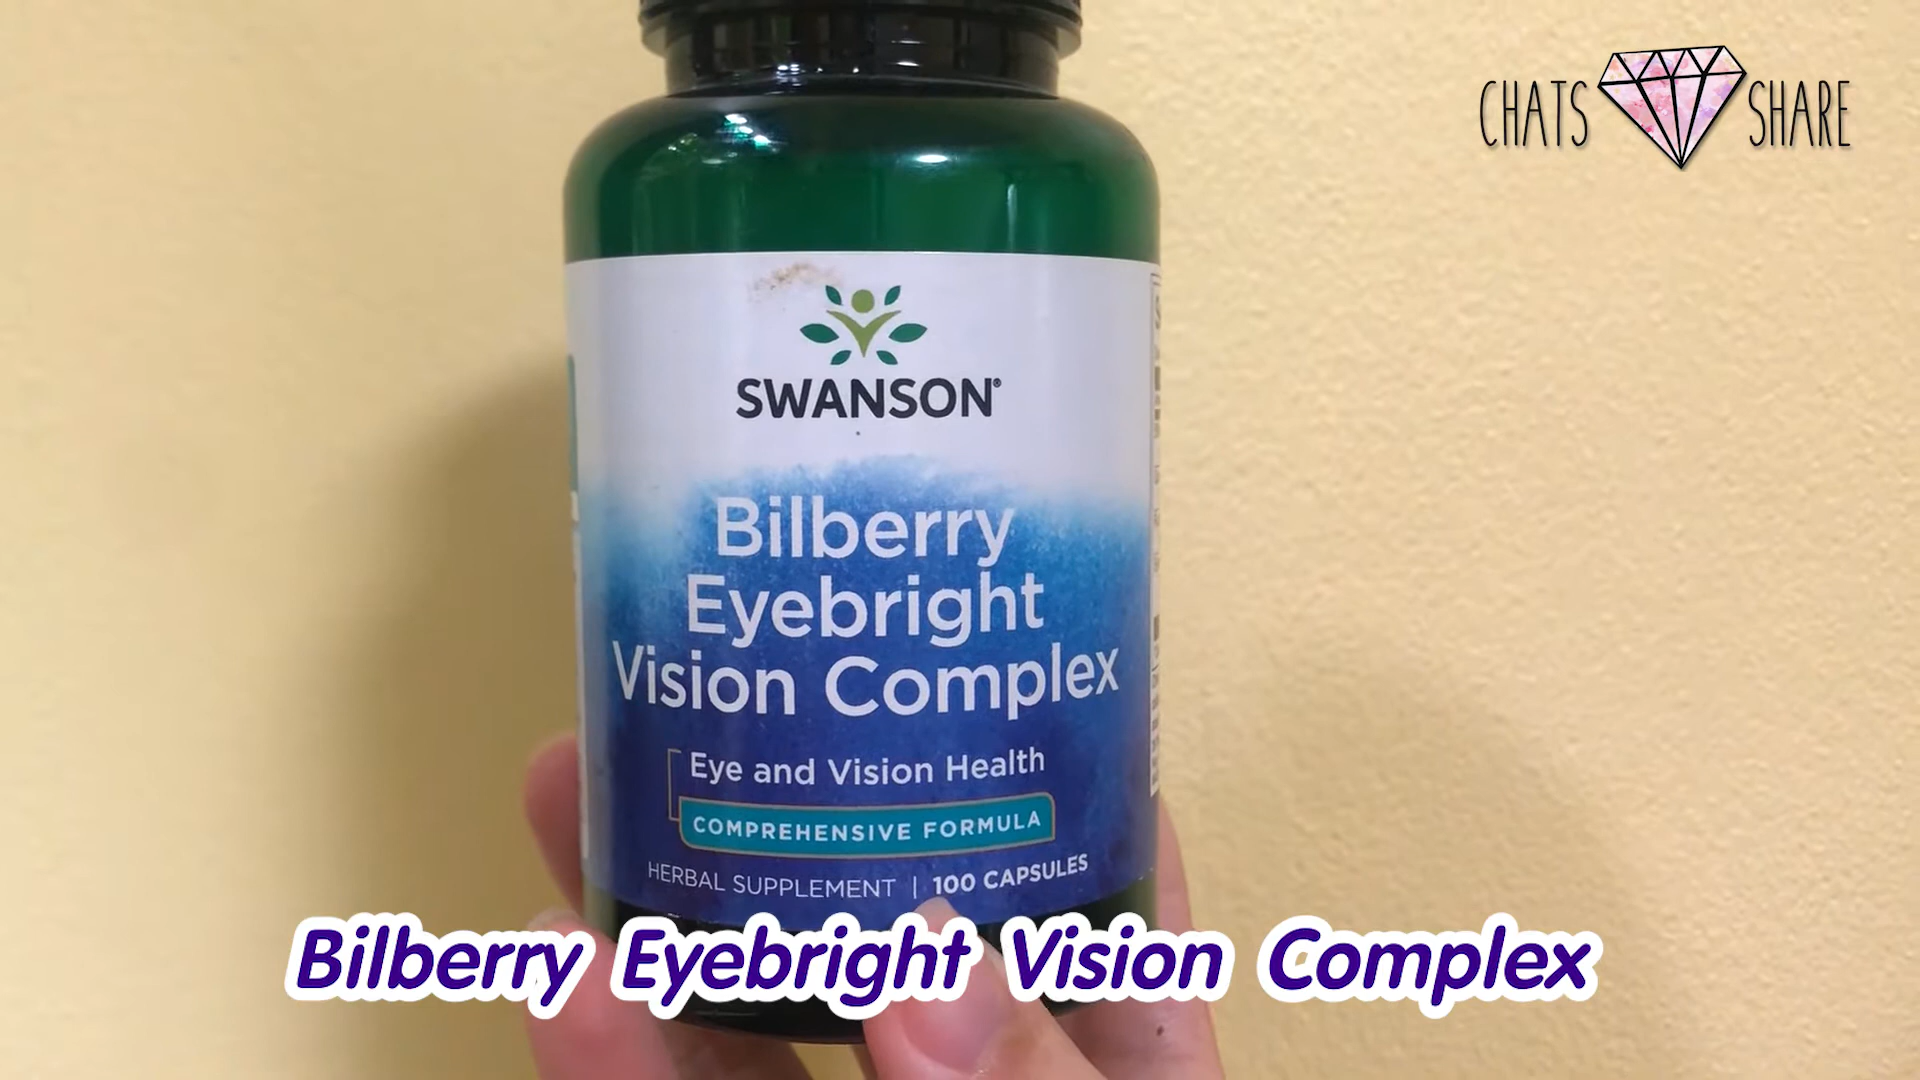 CHATS SHARE
SWANSON®
Bilberry
Eyebright
Vision Complex
Eye and Vision Health
COMPREHENSIVE FORMULA
HERBAL SUPPLEMENT | 100 CAPSULES
Bilberry Eyebright Vision Complex